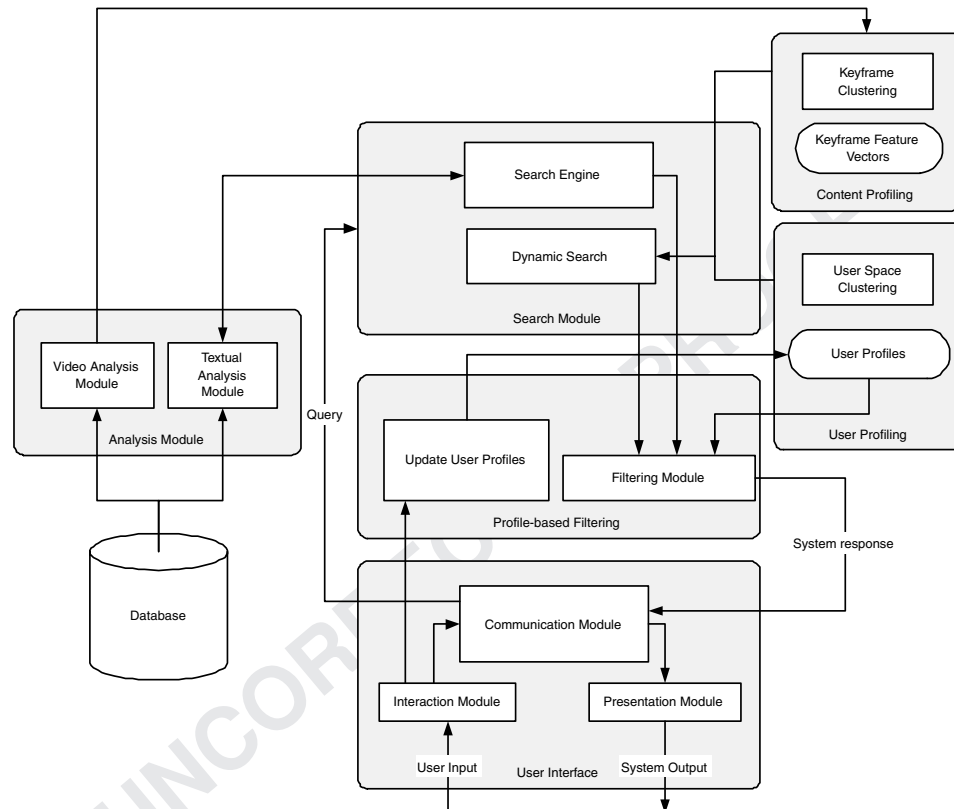 Keyframe
Clustering
Keyframe Feature
Vectors
Content Profiling
Search Engine
Dynamic Search
Search Module
User Space
Clustering
User Profiles
User Profiling
Video Analysis
Module
Textual
Analysis
Module
Analysis Module
Query
Update User Profiles
Filtering Module
Profile-based Filtering
System response
Database
Communication Module
Interaction Module
Presentation Module
User Input
System Output
User Interface